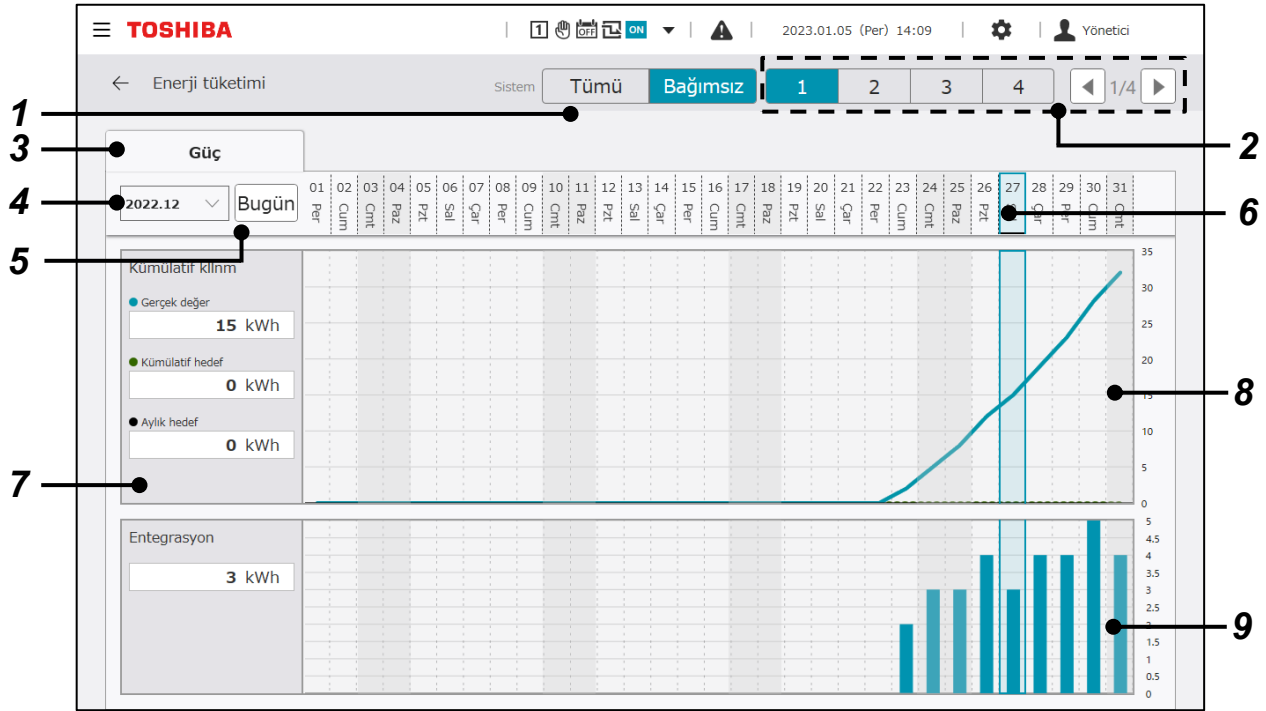 TOSHIBA 1 OFF ON 2023.01.05 (Per) 14:09 Yönetici
Enerji tüketimi Sistem Tümü Bağımsız 1 2 3 4 1/4
1
2
3
Güç
4
2022.12 Bugün
01 02 03 04 05 06 07 08 09 10 11 12 13 14 15 16 17 18 19 20 21 22 23 24 25 26 27 28 29 30 31
Per Cum Cmt Paz Pzt Sal Çar Per Cum Cmt Paz Pzt Sal Çar Per Cum Cmt Paz Pzt Sal Çar Per Cum Cmt Paz Pzt Çar Per Cum Cmt
6
5
Kümülatif kllnm
Gerçek değer
15 kWh
Kümülatif hedef
0 kWh
Aylık hedef
0 kWh
7
35
30
25
20
15
10
5
0
8
Entegrasyon
3 kWh
5
4.5
4
3.5
3
2.5
2
1.5
1
0.5
0
9